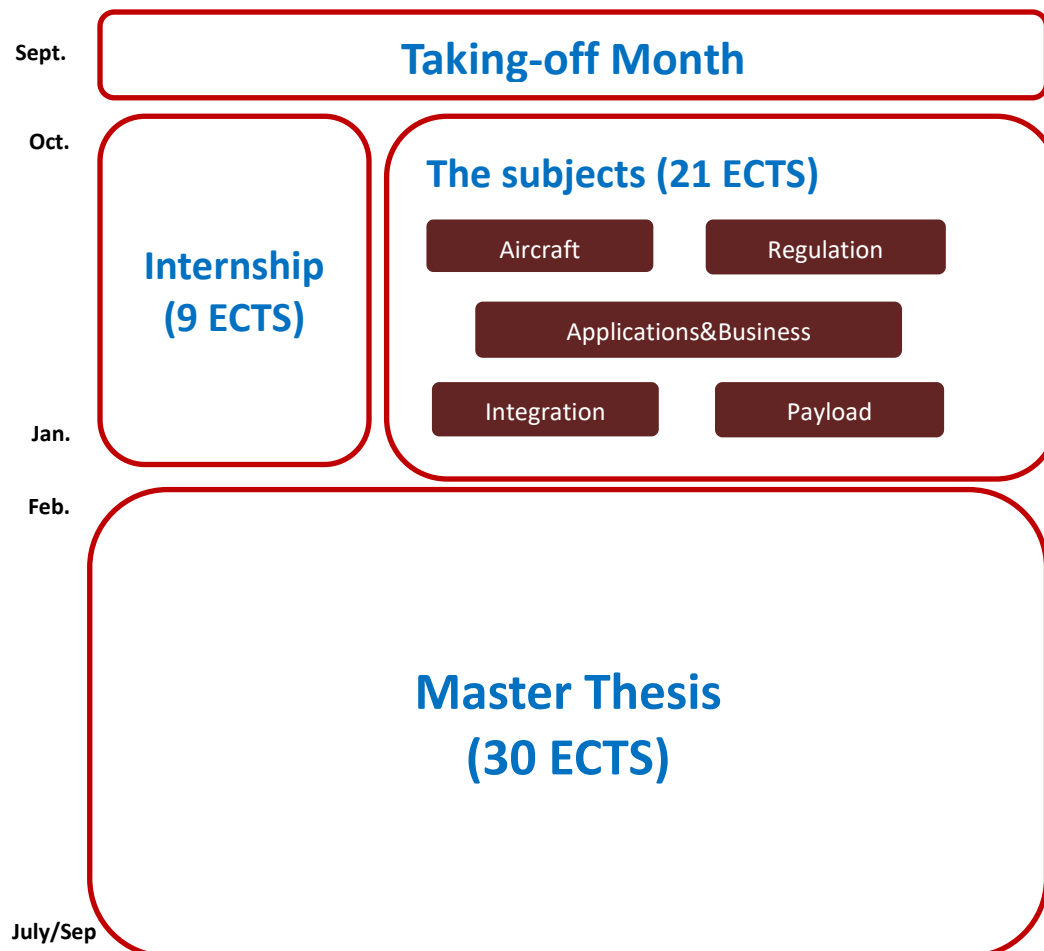 Sept.
Taking-off Month
Oct.
The subjects (21 ECTS)
Aircraft
Regulation
Internship
(9 ECTS)
Applications&Business
Integration
Payload
Jan.
Feb.
Master Thesis
(30 ECTS)
July/Sep